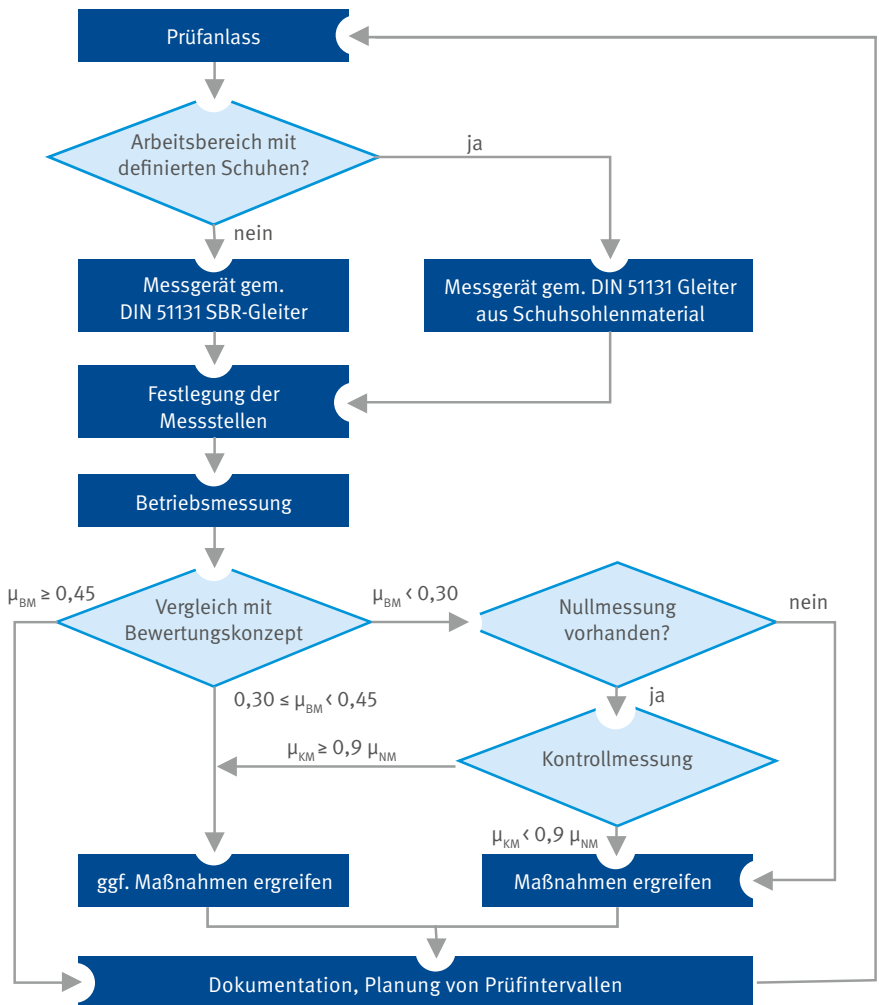 Prüfanlass
Arbeitsbereich mit
definierten Schuhen?
ja
nein
Messgerät gem.
DIN 51131 SBR-Gleiter
Messgerät gem. DIN 51131 Gleiter
aus Schuhsohlenmaterial
Festlegung der
Messstellen
Betriebsmessung
μBM ≥ 0,45
Vergleich mit
Bewertungskonzept
μBM < 0,30
Nullmessung
vorhanden?
nein
0,30 ≤ μBM < 0,45
ja
μKM ≥ 0,9 μNM
Kontrollmessung
μKM < 0,9 μNM
ggf. Maßnahmen ergreifen
Maßnahmen ergreifen
Dokumentation, Planung von Prüfintervallen